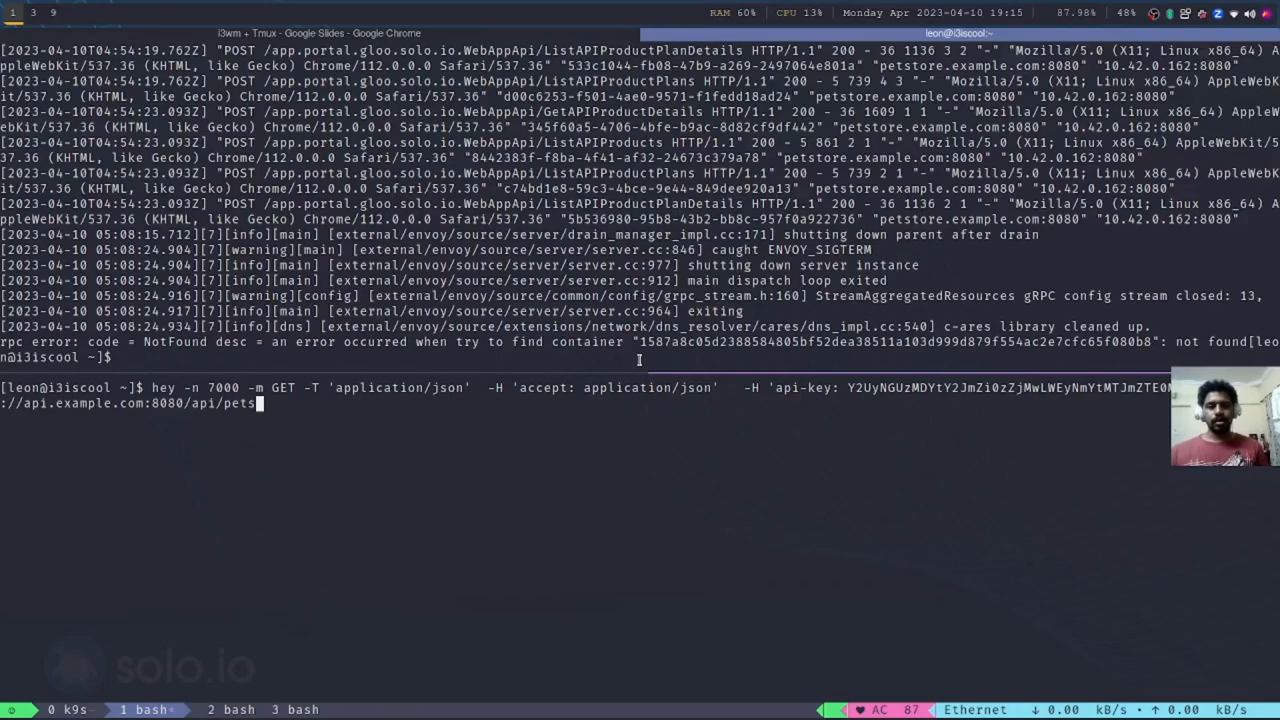 1 3 9 RAM 60% CPU 13% Monday Apr 2023-04-10 19:15 87.98% 48%
i3wm + Tmux - Google Slides - Google Chrome leon@i3iscool:~
[2023-04-10T04:54:19.762Z] "POST /app.portal.gloo.solo.io.WebAppApi/ListAPIProductPlanDetails HTTP/1.1" 200 - 36 1136 3 2 "-" "Mozilla/5.0 (X11; Linux x86_64) A
ppleWebKit/537.36 (KHTML, like Gecko) Chrome/112.0.0.0 Safari/537.36" "533c1044-fb08-47b9-a269-2497064e801a" "petstore.example.com:8080" "10.42.0.162:8080"
[2023-04-10T04:54:19.762Z] "POST /app.portal.gloo.solo.io.WebAppApi/ListAPIProductPlans HTTP/1.1" 200 - 5 739 4 3 "-" "Mozilla/5.0 (X11; Linux x86_64) AppleWebK
it/537.36 (KHTML, like Gecko) Chrome/112.0.0.0 Safari/537.36" "d00c6253-f501-4ae0-9571-f1fedd18ad24" "petstore.example.com:8080" "10.42.0.162:8080"
[2023-04-10T04:54:23.093Z] "POST /app.portal.gloo.solo.io.WebAppApi/GetAPIProductDetails HTTP/1.1" 200 - 36 1609 1 1 "-" "Mozilla/5.0 (X11; Linux x86_64) AppleW
ebKit/537.36 (KHTML, like Gecko) Chrome/112.0.0.0 Safari/537.36" "345f60a5-4706-4bfe-b9ac-8d82cf9df442" "petstore.example.com:8080" "10.42.0.162:8080"
[2023-04-10T04:54:23.093Z] "POST /app.portal.gloo.solo.io.WebAppApi/ListAPIProducts HTTP/1.1" 200 - 5 861 2 1 "-" "Mozilla/5.0 (X11; Linux x86_64) AppleWebKit/5
37.36 (KHTML, like Gecko) Chrome/112.0.0.0 Safari/537.36" "8442383f-f8ba-4f41-af32-24673c379a78" "petstore.example.com:8080" "10.42.0.162:8080"
[2023-04-10T04:54:23.093Z] "POST /app.portal.gloo.solo.io.WebAppApi/ListAPIProductPlans HTTP/1.1" 200 - 5 739 2 1 "-" "Mozilla/5.0 (X11; Linux x86_64) AppleWebK
it/537.36 (KHTML, like Gecko) Chrome/112.0.0.0 Safari/537.36" "c74bd1e8-59c3-4bce-9e44-849dee920a13" "petstore.example.com:8080" "10.42.0.162:8080"
[2023-04-10T04:54:23.093Z] "POST /app.portal.gloo.solo.io.WebAppApi/ListAPIProductPlanDetails HTTP/1.1" 200 - 36 1136 2 1 "-" "Mozilla/5.0 (X11; Linux x86_64) A
ppleWebKit/537.36 (KHTML, like Gecko) Chrome/112.0.0.0 Safari/537.36" "5b536980-95b8-43b2-bb8c-957f0a922736" "petstore.example.com:8080" "10.42.0.162:8080"
[2023-04-10 05:08:15.712][7][info][main] [external/envoy/source/server/drain_manager_impl.cc:171] shutting down parent after drain
[2023-04-10 05:08:24.904][7][warning][main] [external/envoy/source/server/server.cc:846] caught ENVOY_SIGTERM
[2023-04-10 05:08:24.904][7][info][main] [external/envoy/source/server/server.cc:977] shutting down server instance
[2023-04-10 05:08:24.904][7][info][main] [external/envoy/source/server/server.cc:912] main dispatch loop exited
[2023-04-10 05:08:24.916][7][warning][config] [external/envoy/source/common/config/grpc_stream.h:160] StreamAggregatedResources gRPC config stream closed: 13,
[2023-04-10 05:08:24.917][7][info][main] [external/envoy/source/server/server.cc:964] exiting
[2023-04-10 05:08:24.934][7][info][dns] [external/envoy/source/extensions/network/dns_resolver/cares/dns_impl.cc:540] c-ares library cleaned up.
rpc error: code = NotFound desc = an error occurred when try to find container "1587a8c05d2388584805bf52dea38511a103d999d879f554ac2e7cfc65f080b8": not found[leo
n@i3iscool ~]$
[leon@i3iscool ~]$ hey -n 7000 -m GET -T 'application/json' -H 'accept: application/json' -H 'api-key: Y2UyNGUzMDYtY2JmZi0zZjMwLWEyNmYtMTJmZTE0M
://api.example.com:8080/api/pets
solo.io
0 k9s- 1 bash* 2 bash 3 bash ♥ AC 87 Ethernet ↓ 0.00 kB/s • ↑ 0.00 kB/s